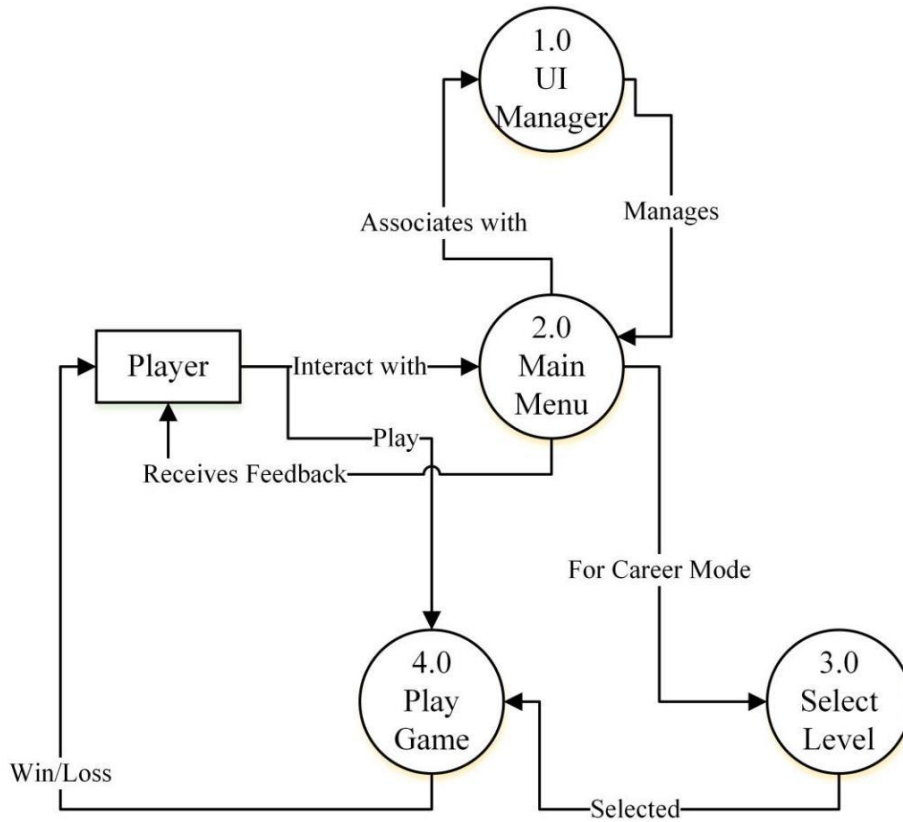 1.0
UI
Manager
Associates with
Manages
2.0
Main
Menu
Player
Interact with
Play
Receives Feedback
For Career Mode
4.0
Play
Game
3.0
Select
Level
Win/Loss
Selected